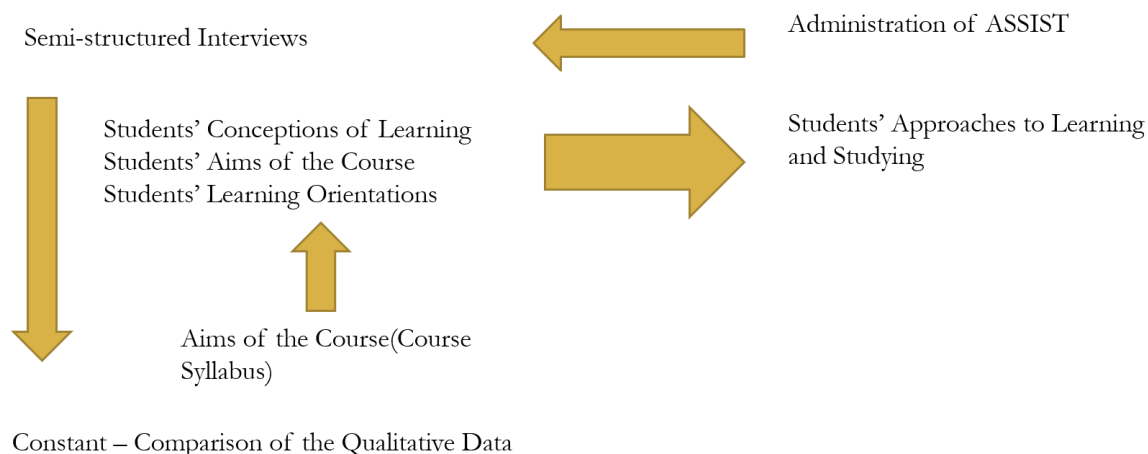 Semi-structured Interviews
Administration of ASSIST
Students’ Conceptions of Learning
Students’ Aims of the Course
Students’ Learning Orientations
Students’ Approaches to Learning
and Studying
Aims of the Course(Course
Syllabus)
Constant – Comparison of the Qualitative Data